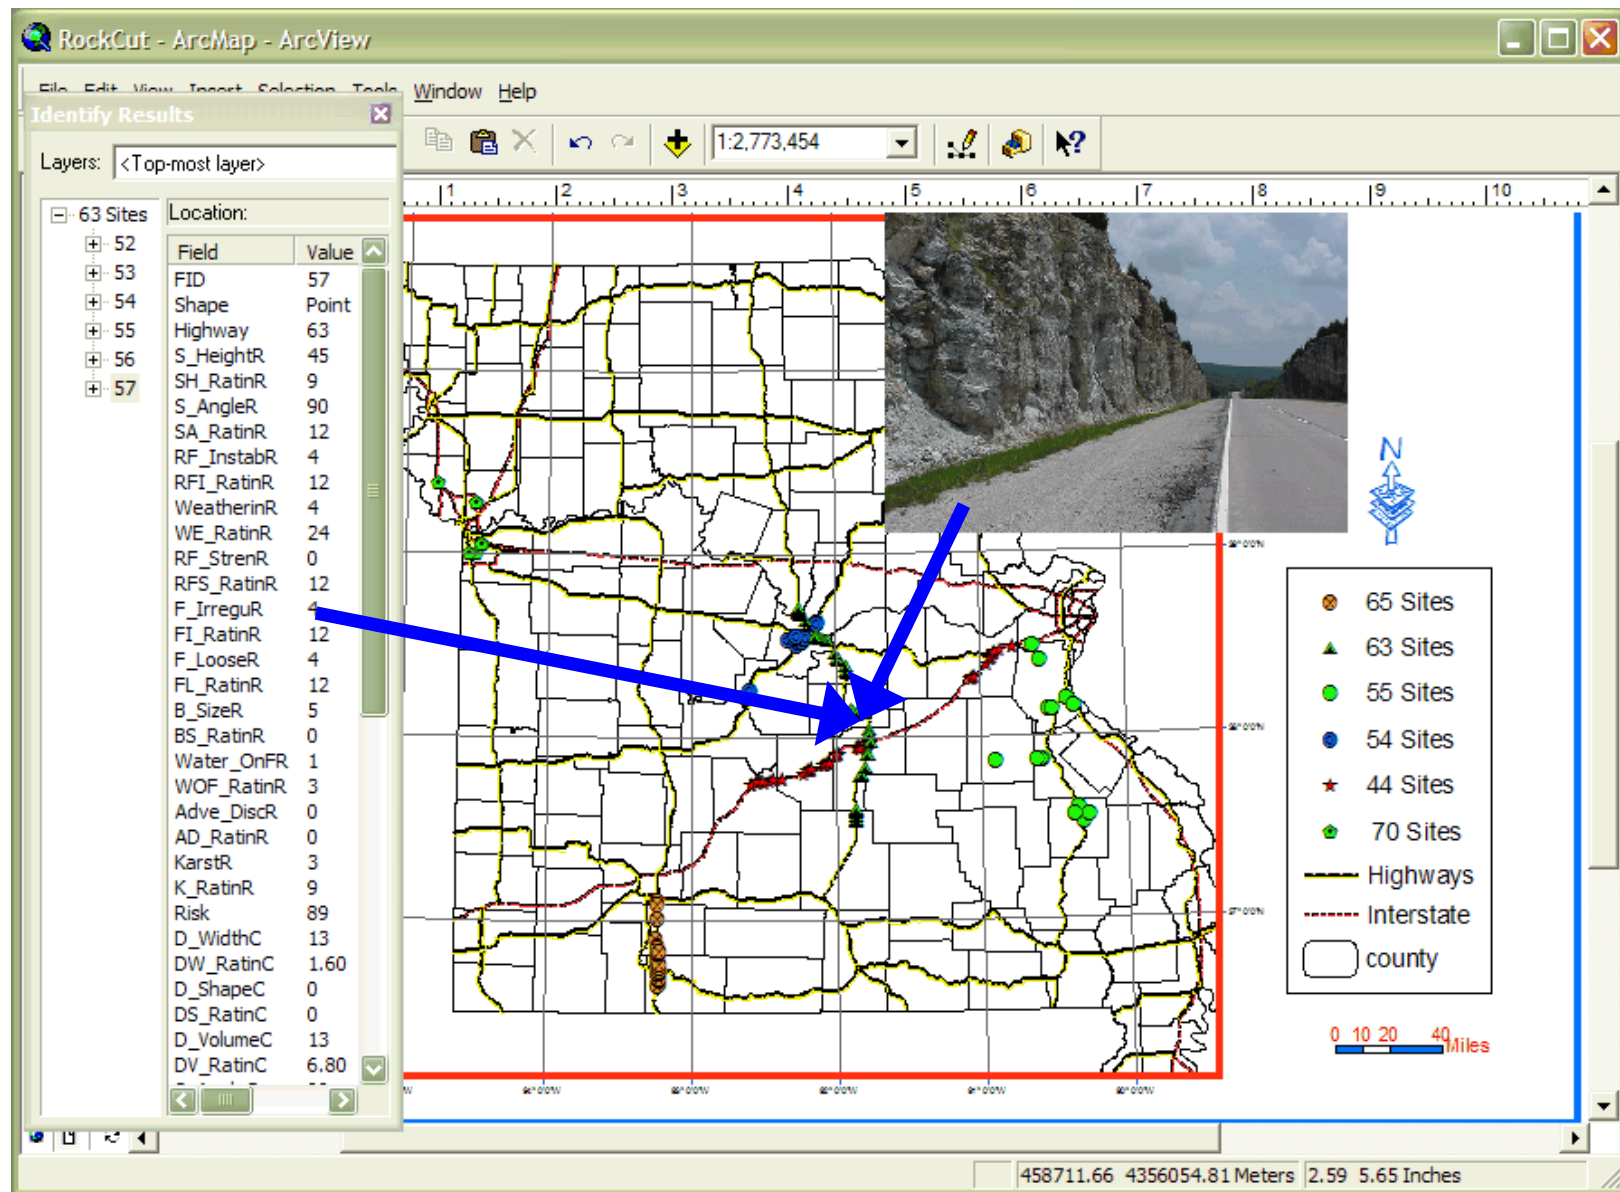 RockCut - ArcMap - ArcView
File Edit View Insert Selection Tools Window Help
Identify Results
Layers: <Top-most layer>
1:2,773,454
1 2 3 4 5 6 7 8 9 10
63 Sites
52
53
54
55
56
57
Location:
Field Value
FID 57
Shape Point
Highway 63
S_HeightR 45
SH_RatinR 9
S_AngleR 90
SA_RatinR 12
RF_InstabR 4
RFI_RatinR 12
WeatherinR 4
WE_RatinR 24
RF_StrenR 0
RFS_RatinR 12
F_IrreguR 4
FI_RatinR 12
F_LooseR 4
FL_RatinR 12
B_SizeR 5
BS_RatinR 0
Water_OnFR 1
WOF_RatinR 3
Adve_DiscR 0
AD_RatinR 0
KarstR 3
K_RatinR 9
Risk 89
D_WidthC 13
DW_RatinC 1.60
D_ShapeC 0
DS_RatinC 0
D_VolumeC 13
DV_RatinC 6.80
N
65 Sites
63 Sites
55 Sites
54 Sites
44 Sites
70 Sites
Highways
Interstate
county
0 10 20 40 Miles
458711.66 4356054.81 Meters 2.59 5.65 Inches